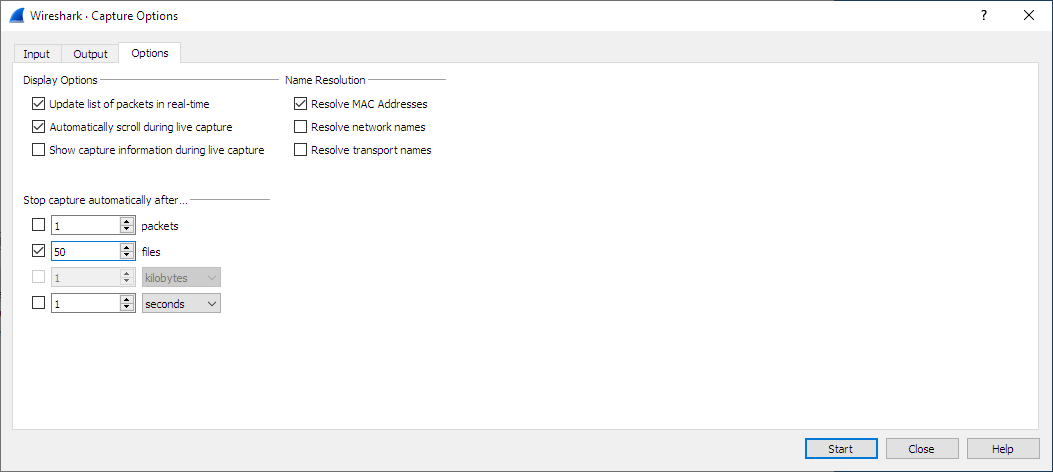 Wireshark · Capture Options
?
Input Output Options
Display Options
Update list of packets in real-time
Automatically scroll during live capture
Show capture information during live capture
Name Resolution
Resolve MAC Addresses
Resolve network names
Resolve transport names
Stop capture automatically after...
1 packets
50 files
1 kilobytes
1 seconds
Start Close Help